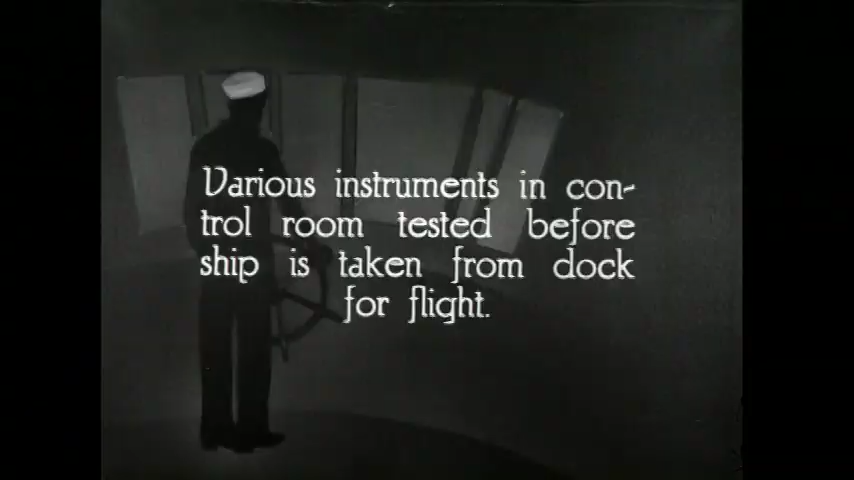 Various instruments in con-
trol room tested before
ship is taken from dock
for flight.